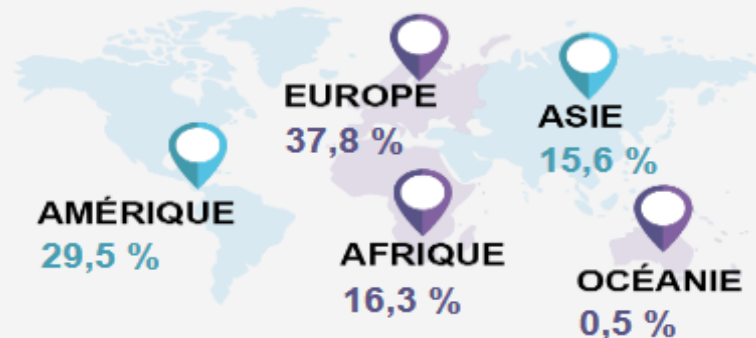 EUROPE
37,8 %
ASIE
15,6 %
AMÉRIQUE
29,5 %
AFRIQUE
16,3 %
OCÉANIE
0,5 %